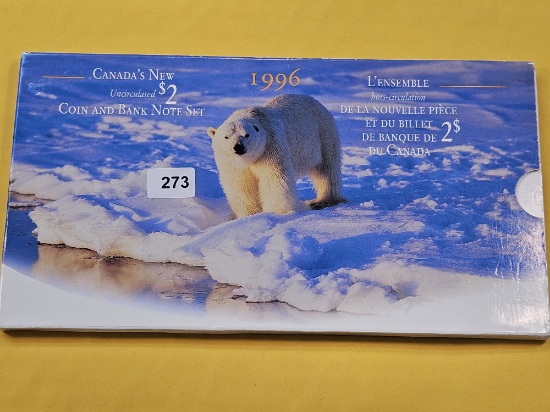 CANADA'S NEW
Uncirculated $2
COIN AND BANK NOTE SET
1996
L'ENSEMBLE
hors-circulation
DE LA NOUVELLE PIÈCE
ET DU BILLET
DE BANQUE DE 2$
DU CANADA
273